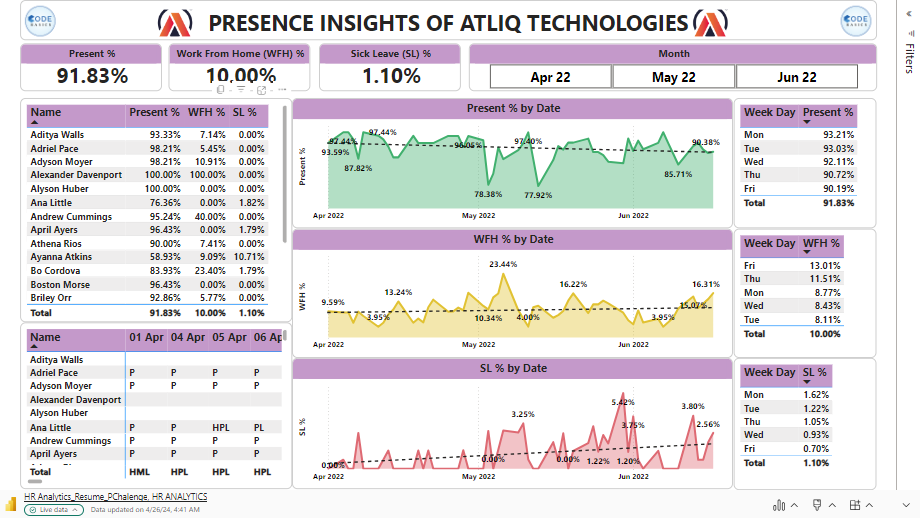 CODE BASICS
PRESENCE INSIGHTS OF ATLIQ TECHNOLOGIES
CODE BASICS
Present %
91.83%
Work From Home (WFH) %
10.00%
Sick Leave (SL) %
1.10%
Month
Apr 22 May 22 Jun 22
Filters
Name Present % WFH % SL %
Aditya Walls 93.33% 7.14% 0.00%
Adriel Pace 98.21% 5.45% 0.00%
Adyson Moyer 98.21% 10.91% 0.00%
Alexander Davenport 100.00% 100.00% 0.00%
Alyson Huber 100.00% 0.00% 0.00%
Ana Little 76.36% 0.00% 1.82%
Andrew Cummings 95.24% 40.00% 0.00%
April Ayers 96.43% 0.00% 1.79%
Athena Rios 90.00% 7.41% 0.00%
Ayanna Atkins 58.93% 9.09% 10.71%
Bo Cordova 83.93% 23.40% 1.79%
Boston Morse 96.43% 0.00% 0.00%
Briley Orr 92.86% 5.77% 0.00%
Total 91.83% 10.00% 1.10%
Name 01 Apr 04 Apr 05 Apr 06 Ap
Aditya Walls
Adriel Pace P P P P
Adyson Moyer P P P P
Alexander Davenport
Alyson Huber
Ana Little P P HPL PL
Andrew Cummings P P P P
April Ayers P P P P
Total HML HPL HPL HPL
Present % by Date
Present %
93.59%
97.44%
87.82%
97.44%
96.05%
78.38%
97.40%
77.92%
85.71%
90.38%
Apr 2022 May 2022 Jun 2022
WFH % by Date
WFH %
9.59%
3.95%
13.24%
10.34%
23.44%
4.00%
16.22%
3.95%
15.07%
16.31%
Apr 2022 May 2022 Jun 2022
SL % by Date
SL %
0.00%
0.00%
3.25%
0.00%
1.22%
5.42%
1.20%
3.75%
3.80%
2.56%
Apr 2022 May 2022 Jun 2022
Week Day Present %
Mon 93.21%
Tue 93.03%
Wed 92.11%
Thu 90.72%
Fri 90.19%
Total 91.83%
Week Day WFH %
Fri 13.01%
Thu 11.51%
Mon 8.77%
Wed 8.43%
Tue 8.11%
Total 10.00%
Week Day SL %
Mon 1.62%
Tue 1.22%
Thu 1.05%
Wed 0.93%
Fri 0.70%
Total 1.10%
HR Analytics_Resume_PChalenge. HR ANALYTICS
Live data Data updated on 4/26/24, 4:41 AM